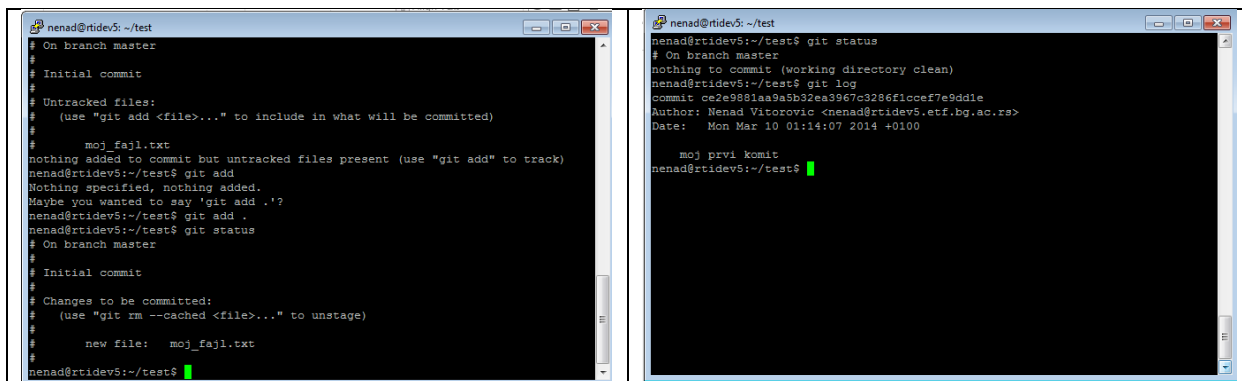 nenad@rtidev5: ~/test
# On branch master
#
# Initial commit
#
# Untracked files:
#   (use "git add <file>..." to include in what will be committed)
#
#       moj_fajl.txt
nothing added to commit but untracked files present (use "git add" to track)
nenad@rtidev5:~/test$ git add
Nothing specified, nothing added.
Maybe you wanted to say 'git add .'?
nenad@rtidev5:~/test$ git add .
nenad@rtidev5:~/test$ git status
# On branch master
#
# Initial commit
#
# Changes to be committed:
#   (use "git rm --cached <file>..." to unstage)
#
#       new file:   moj_fajl.txt
#
nenad@rtidev5:~/test$
nenad@rtidev5: ~/test
nenad@rtidev5:~/test$ git status
# On branch master
nothing to commit (working directory clean)
nenad@rtidev5:~/test$ git log
commit ce2e9881aa9a5b32ea3967c3286f1ccef7e9dd1e
Author: Nenad Vitorovic <nenad@rtidev5.etf.bg.ac.rs>
Date:   Mon Mar 10 01:14:07 2014 +0100
    moj prvi komit
nenad@rtidev5:~/test$